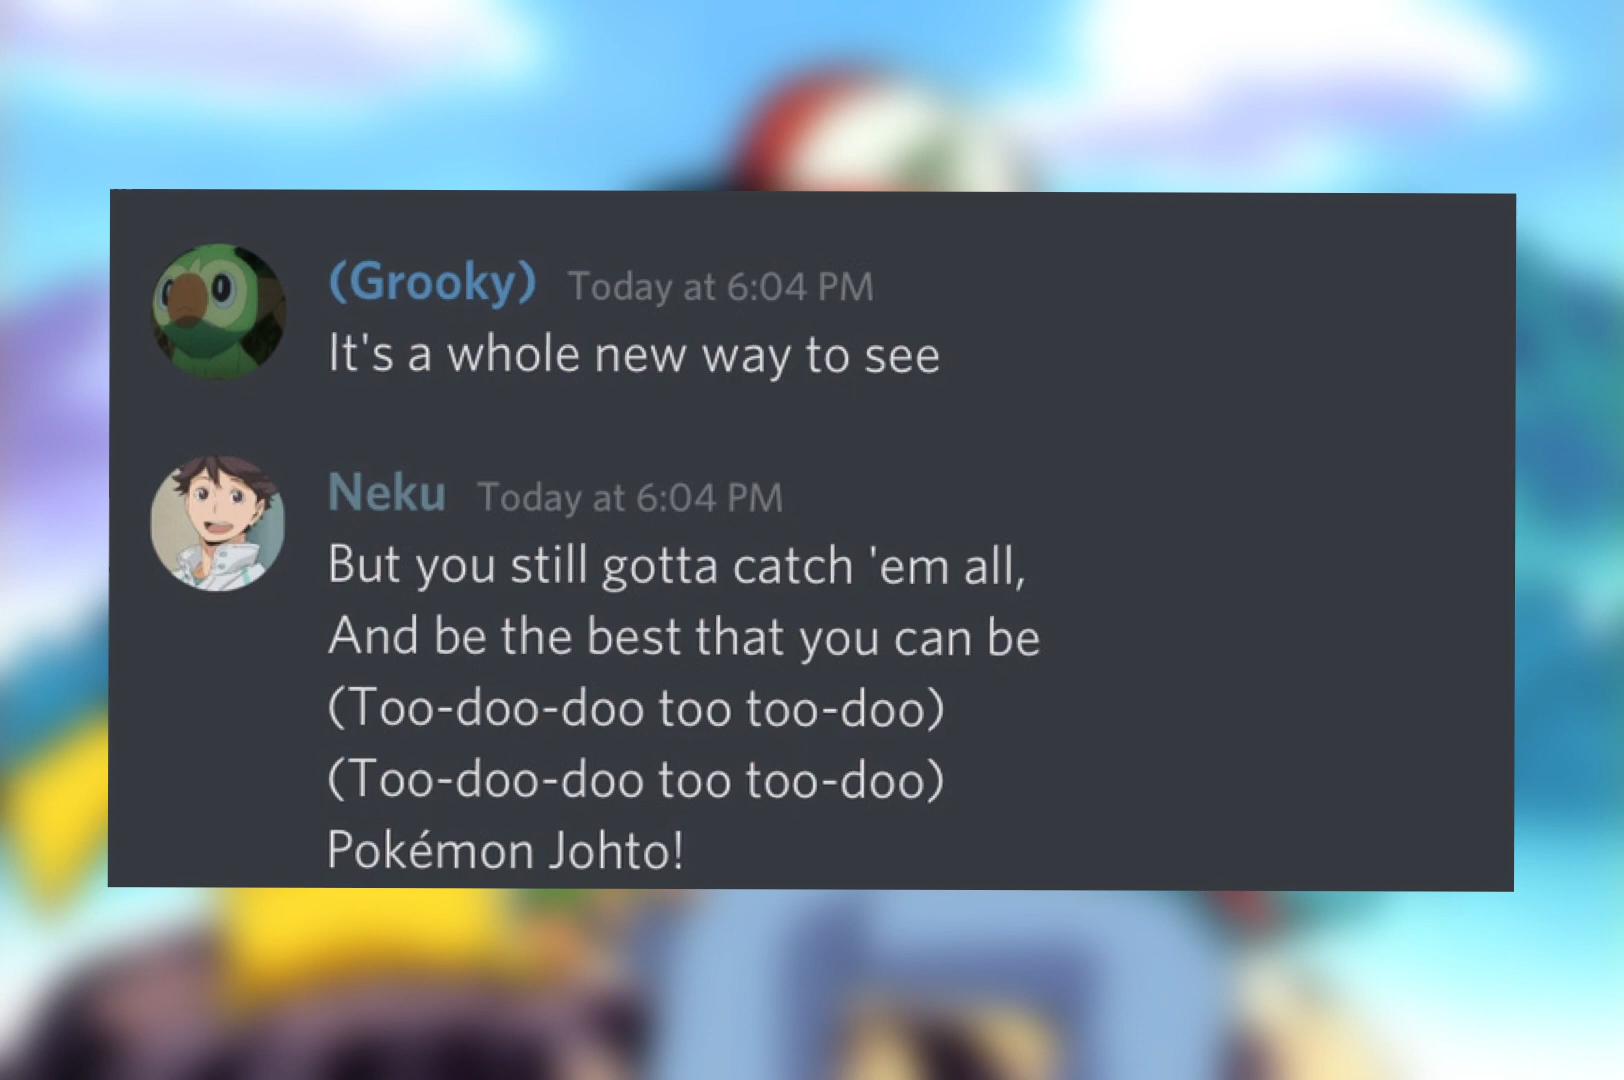 (Grooky) Today at 6:04 PM
It's a whole new way to see
Neku Today at 6:04 PM
But you still gotta catch 'em all,
And be the best that you can be
(Too-doo-doo too too-doo)
(Too-doo-doo too too-doo)
Pokémon Johto!